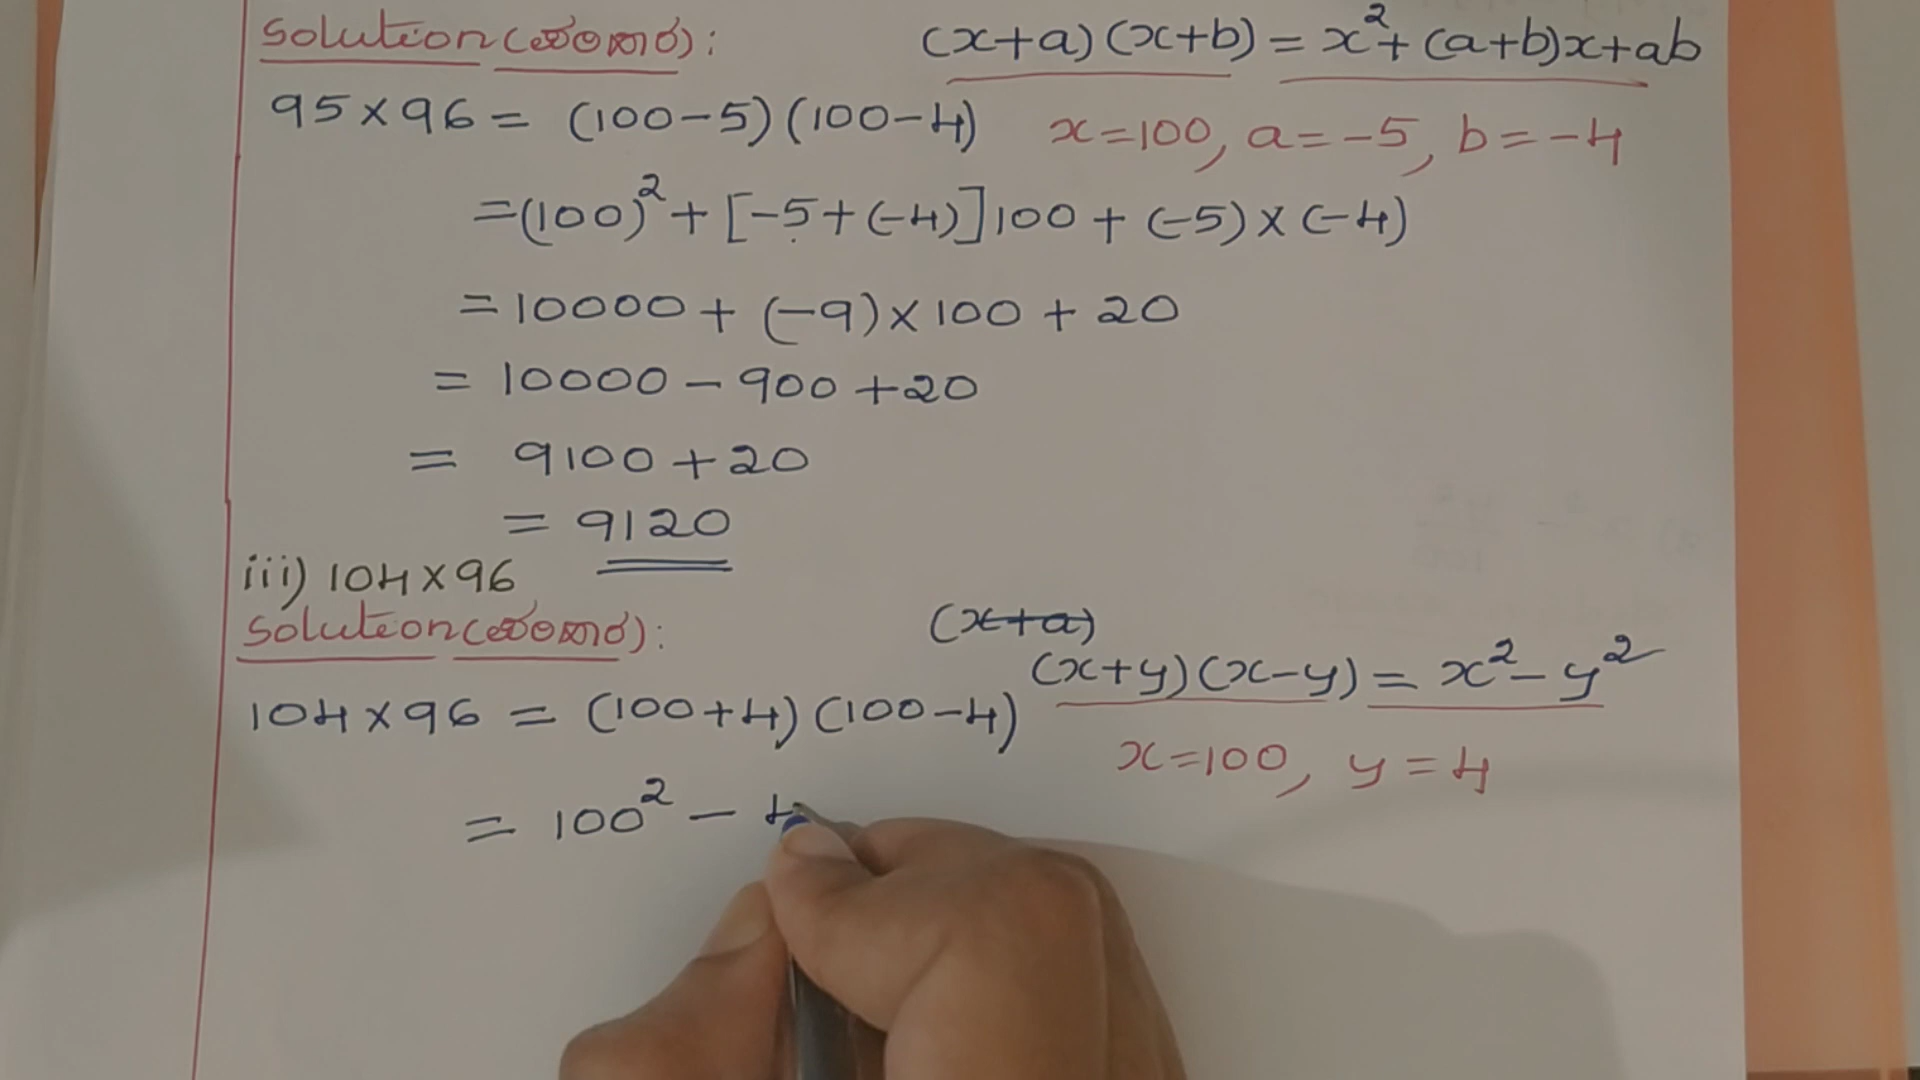 Solution (ಪರಿಹಾರ):
(x+a)(x+b) = x²+(a+b)x+ab
95×96 = (100-5)(100-4)
x=100, a=-5, b=-4
=(100)²+[-5+(-4)]100+(-5)×(-4)
=10000+(-9)×100+20
= 10000-900+20
= 9100+20
= 9120
iii) 104×96
Solution (ಪರಿಹಾರ):
(x+a)
(x+y)(x-y) = x²-y²
104×96 = (100+4)(100-4)
x=100, y=4
= 100² - 4